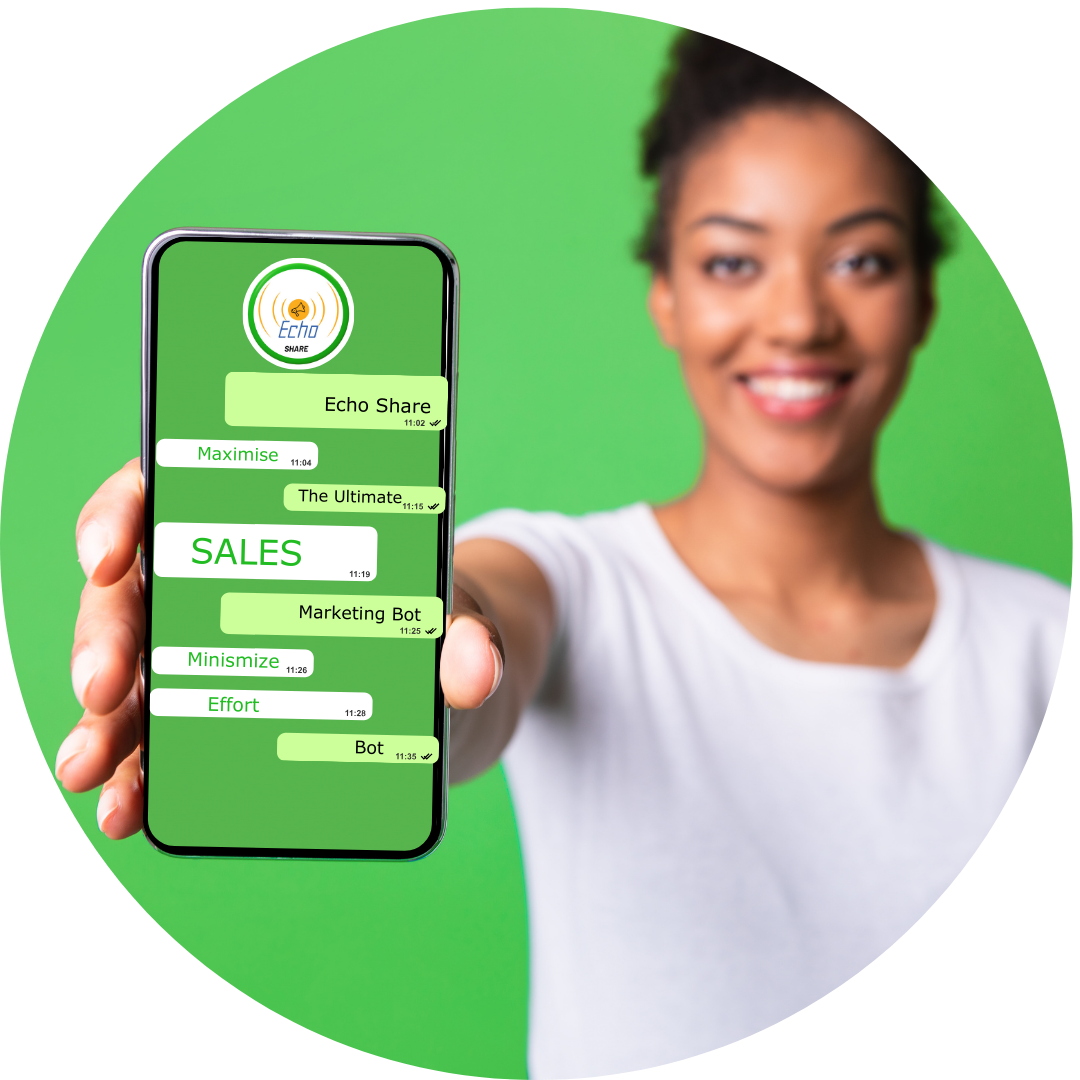 Echo
SHARE
Echo Share
11:02
Maximise 11:04
The Ultimate 11:15
SALES
11:19
Marketing Bot
11:25
Minismize 11:26
Effort 11:28
Bot 11:35